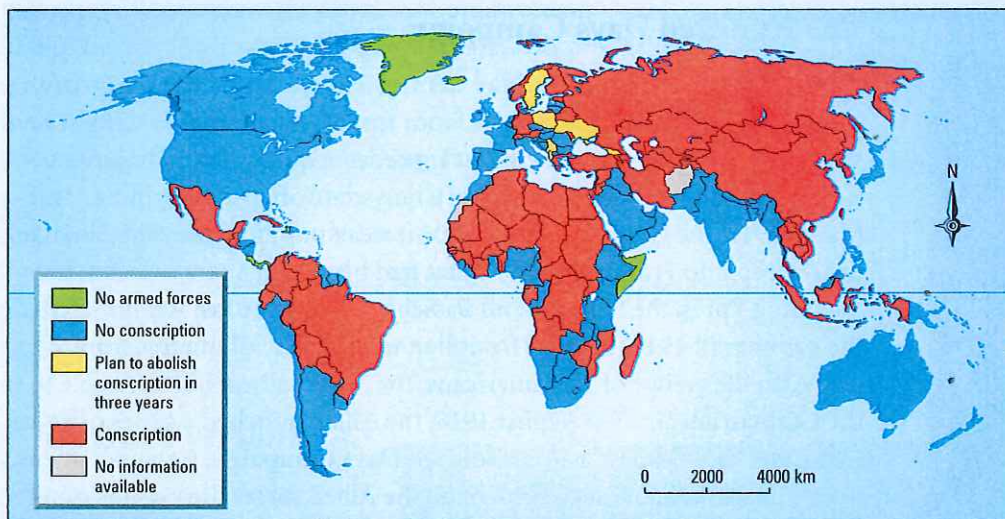 N
No armed forces
No conscription
Plan to abolish
conscription in
three years
Conscription
No information
available
0 2000 4000 km